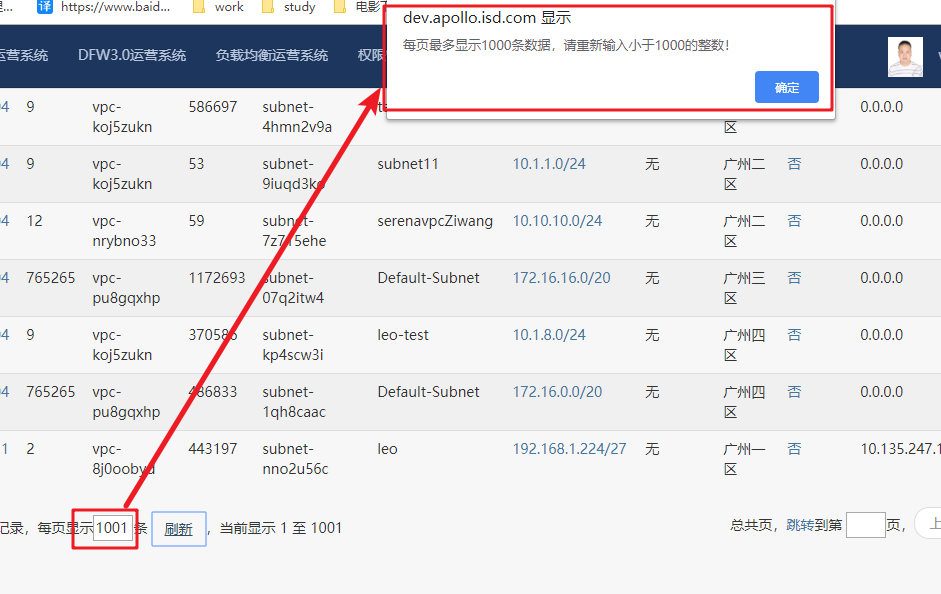 译 https://www.baid... work study 电影
dev.apollo.isd.com 显示
每页最多显示1000条数据，请重新输入小于1000的整数!
确定
运营系统 DFW3.0运营系统 负载均衡运营系统 权限
4 9 vpc- 586697 subnet- 0.0.0.0
koj5zukn 4hmn2v9a 区
4 9 vpc- 53 subnet- subnet11 10.1.1.0/24 无 广州二 否 0.0.0.0
koj5zukn 9iuqd3ko 区
4 12 vpc- 59 subnet- serenavpcZiwang 10.10.10.0/24 无 广州二 否 0.0.0.0
nrybno33 7z715ehe 区
4 765265 vpc- 1172693 subnet- Default-Subnet 172.16.16.0/20 无 广州三 否 0.0.0.0
pu8gqxhp 07q2itw4 区
4 9 vpc- 370586 subnet- leo-test 10.1.8.0/24 无 广州四 否 0.0.0.0
koj5zukn kp4scw3i 区
4 765265 vpc- 486833 subnet- Default-Subnet 172.16.0.0/20 无 广州四 否 0.0.0.0
pu8gqxhp 1qh8caac 区
1 2 vpc- 443197 subnet- leo 192.168.1.224/27 无 广州一 否 10.135.247.1
8j0oobyd nno2u56c 区
记录，每页显示 1001 条 刷新 ，当前显示 1 至 1001 总共页，跳转到第 页， 上